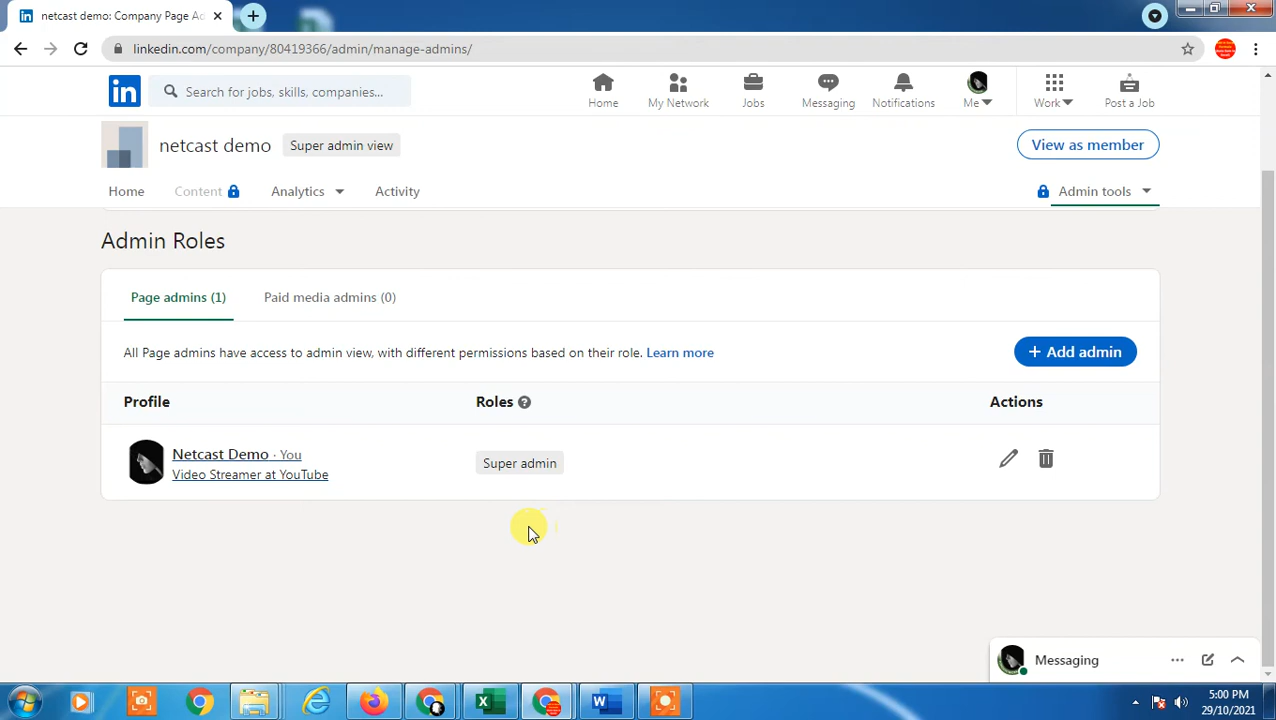 netcast demo: Company Page Ad
linkedin.com/company/80419366/admin/manage-admins/
in
Search for jobs, skills, companies...
Home
My Network
Jobs
Messaging
Notifications
Me
Work
Post a Job
netcast demo
Super admin view
View as member
Home
Content
Analytics
Activity
Admin tools
Admin Roles
Page admins (1)
Paid media admins (0)
All Page admins have access to admin view, with different permissions based on their role. Learn more
+ Add admin
Profile
Roles ?
Actions
Netcast Demo · You
Video Streamer at YouTube
Super admin
Messaging
5:00 PM
29/10/2021